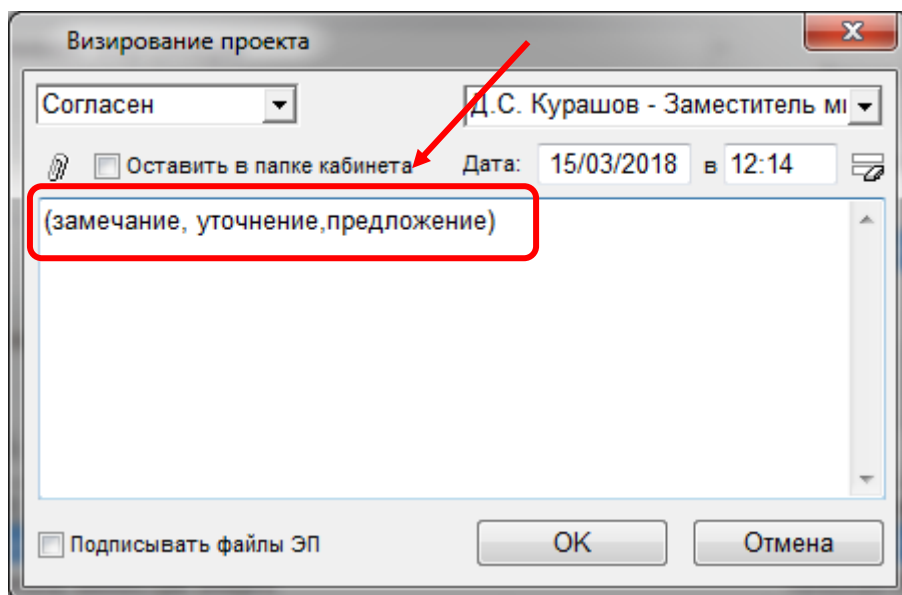 Визирование проекта
Согласен
Д.С. Курашов - Заместитель
Оставить в папке кабинета
Дата: 15/03/2018 в 12:14
(замечание, уточнение,предложение)
Подписывать файлы ЭП
OK
Отмена